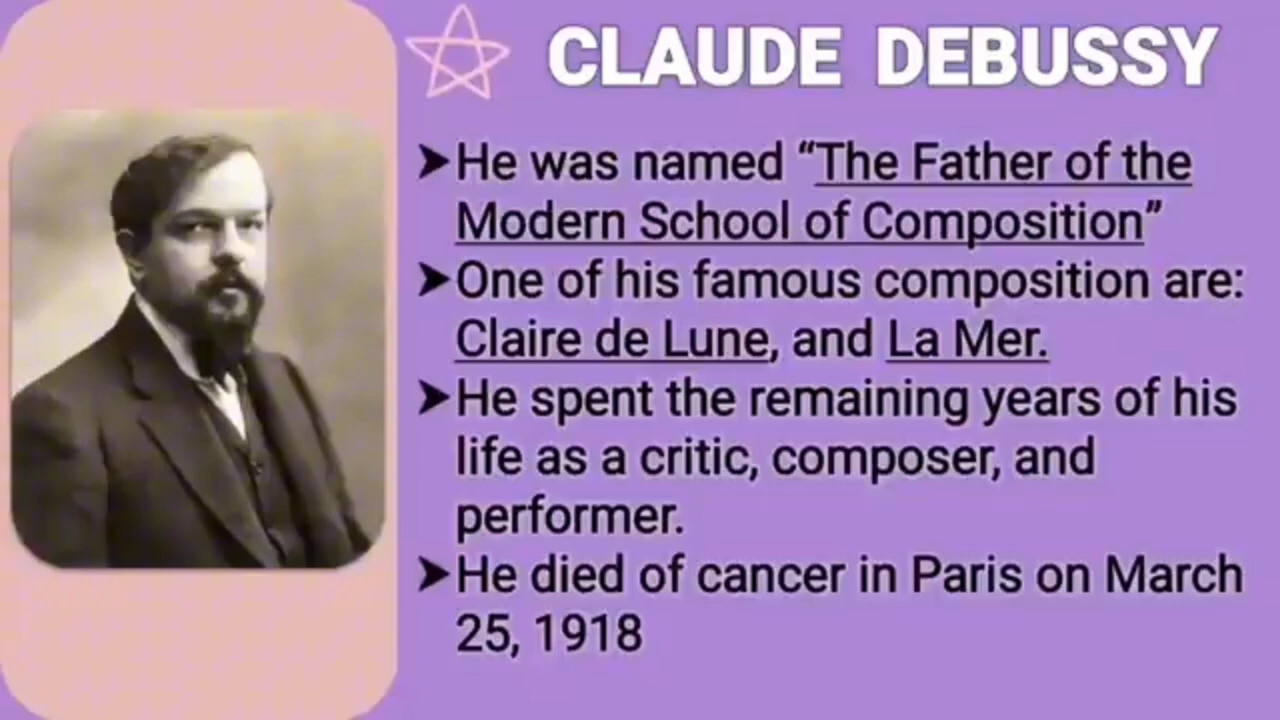 CLAUDE DEBUSSY
➤He was named “The Father of the
Modern School of Composition”
➤One of his famous composition are:
Claire de Lune, and La Mer.
➤He spent the remaining years of his
life as a critic, composer, and
performer.
➤He died of cancer in Paris on March
25, 1918